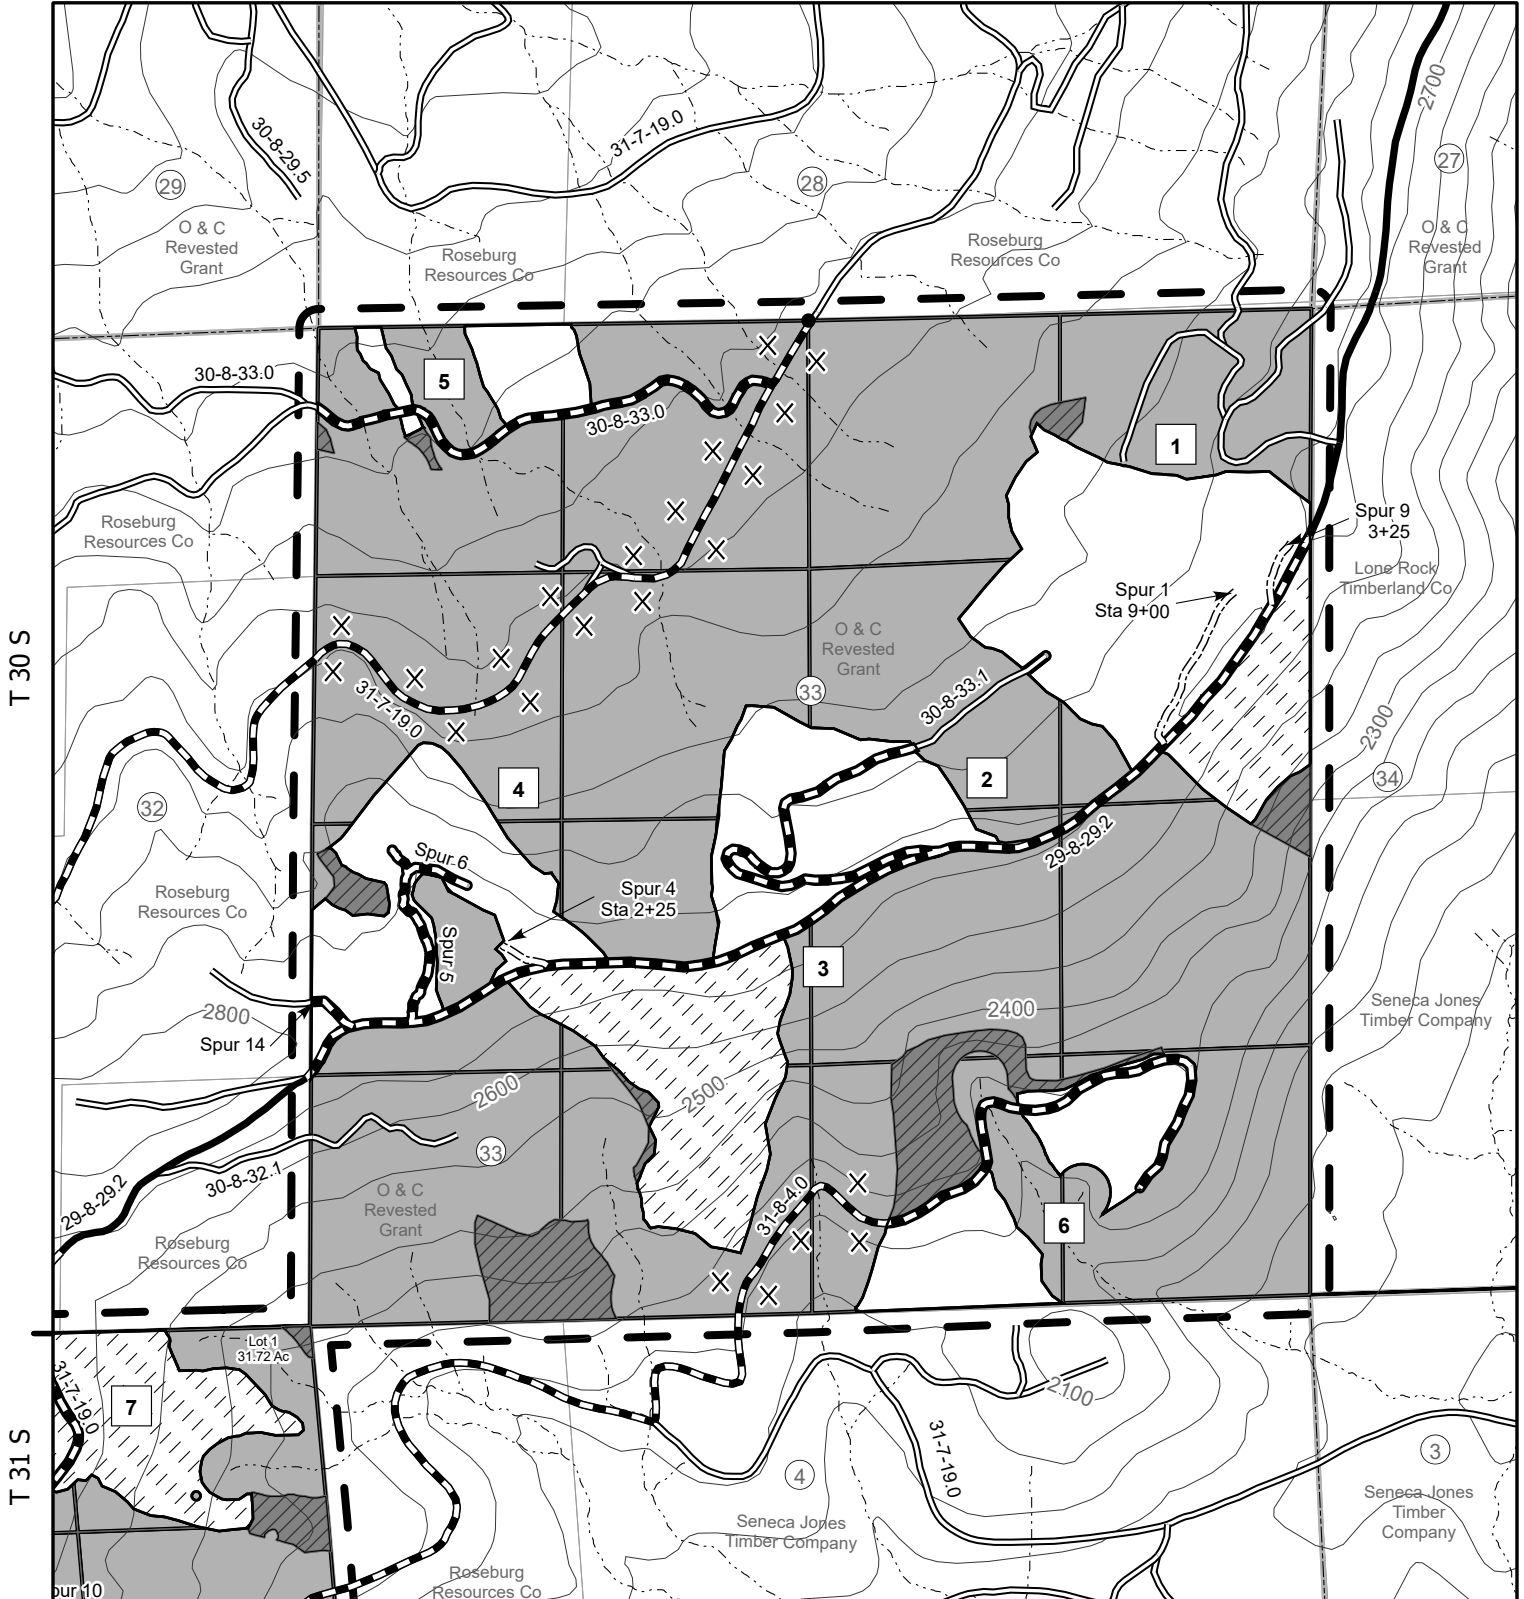 2700
30-8-29.5
31-7-19.0
27
29
28
O & C
Revested
Grant
Roseburg
Resources Co
Roseburg
Resources Co
O & C
Revested
Grant
30-8-33.0
5
30-8-33.0
1
Roseburg
Resources Co
Spur 9
3+25
Lone Rock
Timberland Co
Spur 1
Sta 9+00
T 30 S
O & C
Revested
Grant
33
31-7-19.0
30-8-33.1
2300
4
2
34
32
29-8-29.2
Spur 6
Roseburg
Resources Co
Spur 4
Sta 2+25
Spur 5
3
2800
Spur 14
2400
Seneca Jones
Timber Company
2600
2500
33
30-8-32.1
29-8-29.2
O & C
Revested
Grant
31-8-4.0
6
Roseburg
Resources Co
Lot 1
31.72 Ac
31-7-19.0
7
2100
T 31 S
31-7-19.0
3
4
Seneca Jones
Timber
Company
Seneca Jones
Timber Company
Roseburg
Resources Co
pur 10